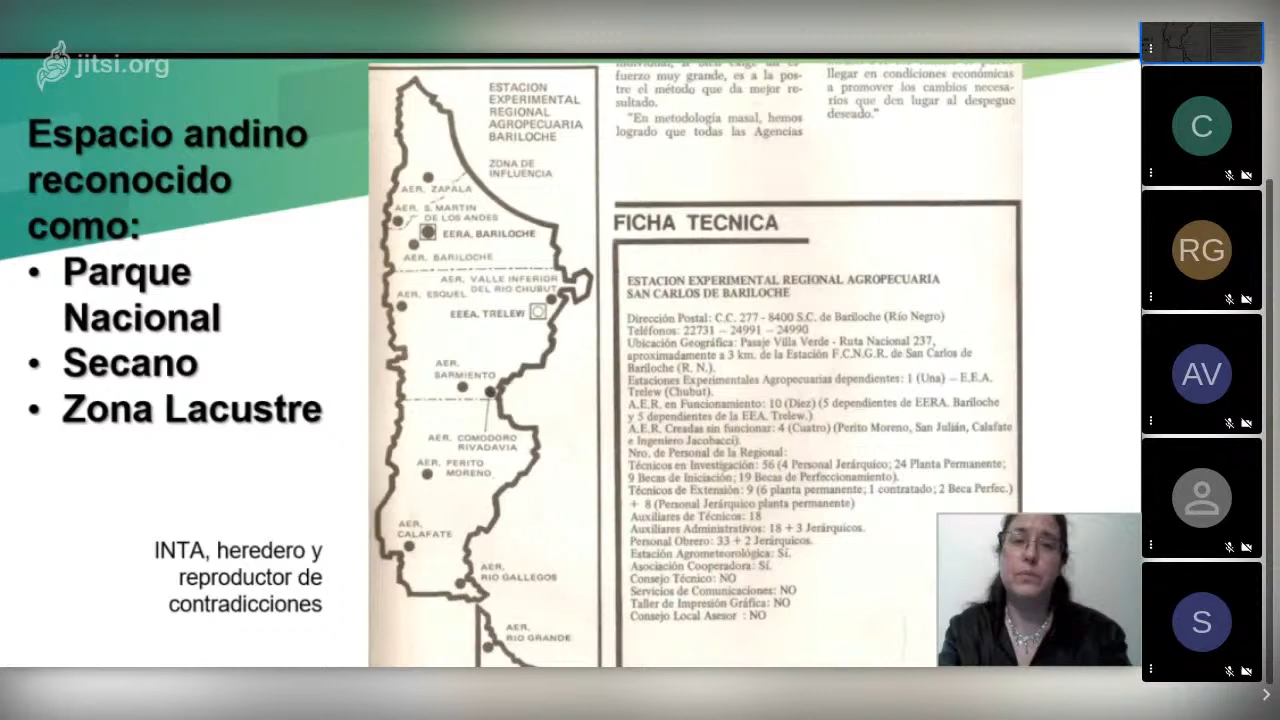 jitsi.org
Espacio andino
reconocido
como:
• Parque
Nacional
• Secano
• Zona Lacustre
INTA, heredero y
reproductor de
contradicciones
ESTACION
EXPERIMENTAL
REGIONAL
AGROPECUARIA
BARILOCHE
ZONA DE
INFLUENCIA
AER. ZAPALA
AER. S. MARTIN
DE LOS ANDES
EERA. BARILOCHE
AER. BARILOCHE
AER. VALLE INFERIOR
DEL RIO CHUBUT
AER. ESQUEL
EEEA. TRELEW
AER.
SARMIENTO
AER. COMODORO
RIVADAVIA
AER. PERITO
MORENO
AER.
CALAFATE
AER.
RIO GALLEGOS
AER.
RIO GRANDE
fuerzo muy grande, es a la pos-
tre el método que da mejor re-
sultado.
"En metodología masal, hemos
logrado que todas las Agencias
llegar en condiciones económicas
a promover los cambios necesa-
rios que den lugar al despegue
deseado."
FICHA TECNICA
ESTACION EXPERIMENTAL REGIONAL AGROPECUARIA
SAN CARLOS DE BARILOCHE
Dirección Postal: C.C. 277 - 8400 S.C. de Bariloche (Río Negro)
Teléfonos: 22731 – 24991 – 24990
Ubicación Geográfica: Pasaje Villa Verde - Ruta Nacional 237,
aproximadamente a 3 km. de la Estación F.C.N.G.R. de San Carlos de
Bariloche (R. N.).
Estaciones Experimentales Agropecuarias dependientes: 1 (Una) – E.E.A.
Trelew (Chubut).
A.E.R. en Funcionamiento: 10 (Diez) (5 dependientes de EERA. Bariloche
y 5 dependientes de la EEA. Trelew.)
A.E.R. Creadas sin funcionar: 4 (Cuatro) (Perito Moreno, San Julián, Calafate
e Ingeniero Jacobacci).
Nro. de Personal de la Regional:
Técnicos en Investigación: 56 (4 Personal Jerárquico; 24 Planta Permanente;
9 Becas de Iniciación; 19 Becas de Perfeccionamiento).
Técnicos de Extensión: 9 (6 planta permanente; 1 contratado; 2 Beca Perfec.)
+ 8 (Personal Jerárquico planta permanente)
Auxiliares de Técnicos: 18
Auxiliares Administrativos: 18 + 3 Jerárquicos.
Personal Obrero: 33 + 2 Jerárquicos.
Estación Agrometeorológica: Sí.
Asociación Cooperadora: Sí.
Consejo Técnico: NO
Servicios de Comunicaciones: NO
Taller de Impresión Gráfica: NO
Consejo Local Asesor : NO
C
RG
AV
S